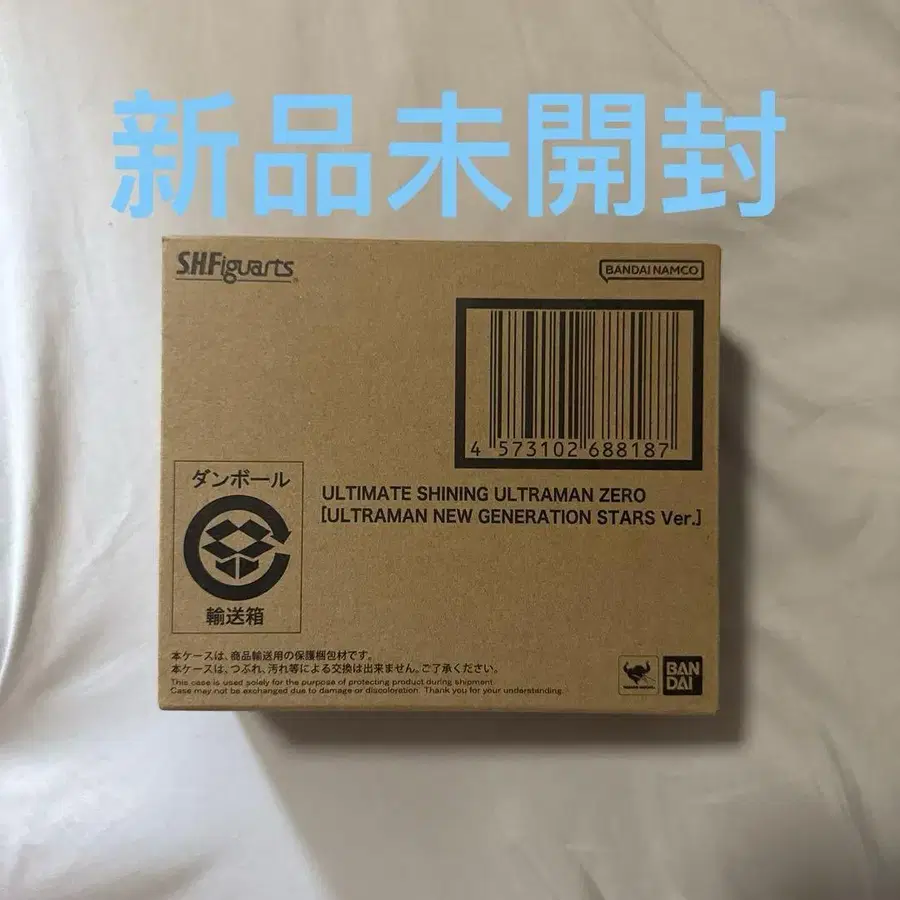 新品未開封
S.H.Figuarts
BANDAI NAMCO
4 573102 688187
ダンボール
輸送箱
ULTIMATE SHINING ULTRAMAN ZERO
[ULTRAMAN NEW GENERATION STARS Ver.]
本ケースは、商品輸送用の保護梱包材です。
本ケースは、つぶれ、汚れ等による交換は出来ません。ご了承ください。
This case is used solely for the purppse of protecting product during shipment.
Case may not be exchanged due to damage or discoloration. Thank you for your understanding.
BAN
DAI